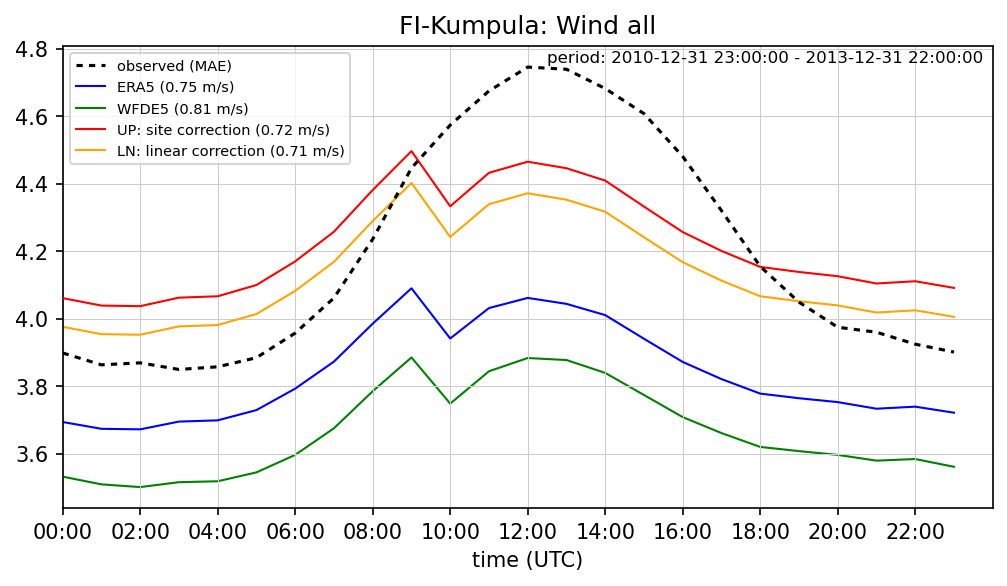 FI-Kumpula: Wind all
period: 2010-12-31 23:00:00 - 2013-12-31 22:00:00
observed (MAE)
ERA5 (0.75 m/s)
WFDE5 (0.81 m/s)
UP: site correction (0.72 m/s)
LN: linear correction (0.71 m/s)
4.8
4.6
4.4
4.2
4.0
3.8
3.6
00:00 02:00 04:00 06:00 08:00 10:00 12:00 14:00 16:00 18:00 20:00 22:00
time (UTC)